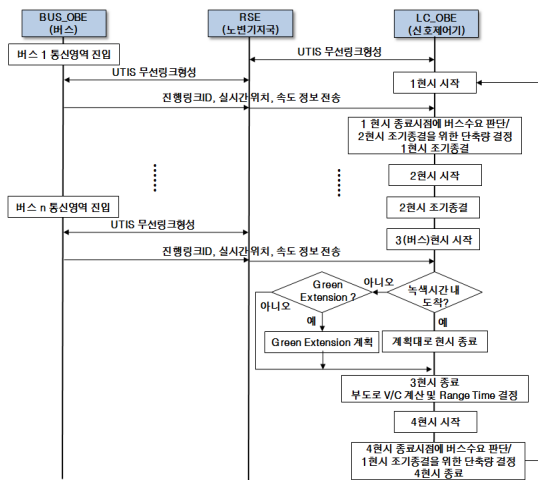 BUS_OBE
(버스)
RSE
(노변기지국)
LC_OBE
(신호제어기)
버스 1 통신영역 진입
UTIS 무선링크형성
UTIS 무선링크형성
1현시 시작
진행링크ID, 실시간 위치, 속도 정보 전송
1 현시 종료시점에 버스수요 판단/
2현시 조기종결을 위한 단축량 결정
1현시 조기종결
2현시 시작
버스 n 통신영역 진입
2현시 조기종결
UTIS 무선링크형성
3(버스)현시 시작
진행링크ID, 실시간 위치, 속도 정보 전송
Green
Extension ?
아니오
녹색시간 내
도착?
아니오
예
예
Green Extension 계획
계획대로 현시 종료
3현시 종료
부도로 V/C 계산 및 Range Time 결정
4현시 시작
4현시 종료시점에 버스수요 판단/
1현시 조기종결을 위한 단축량 결정
4현시 종료